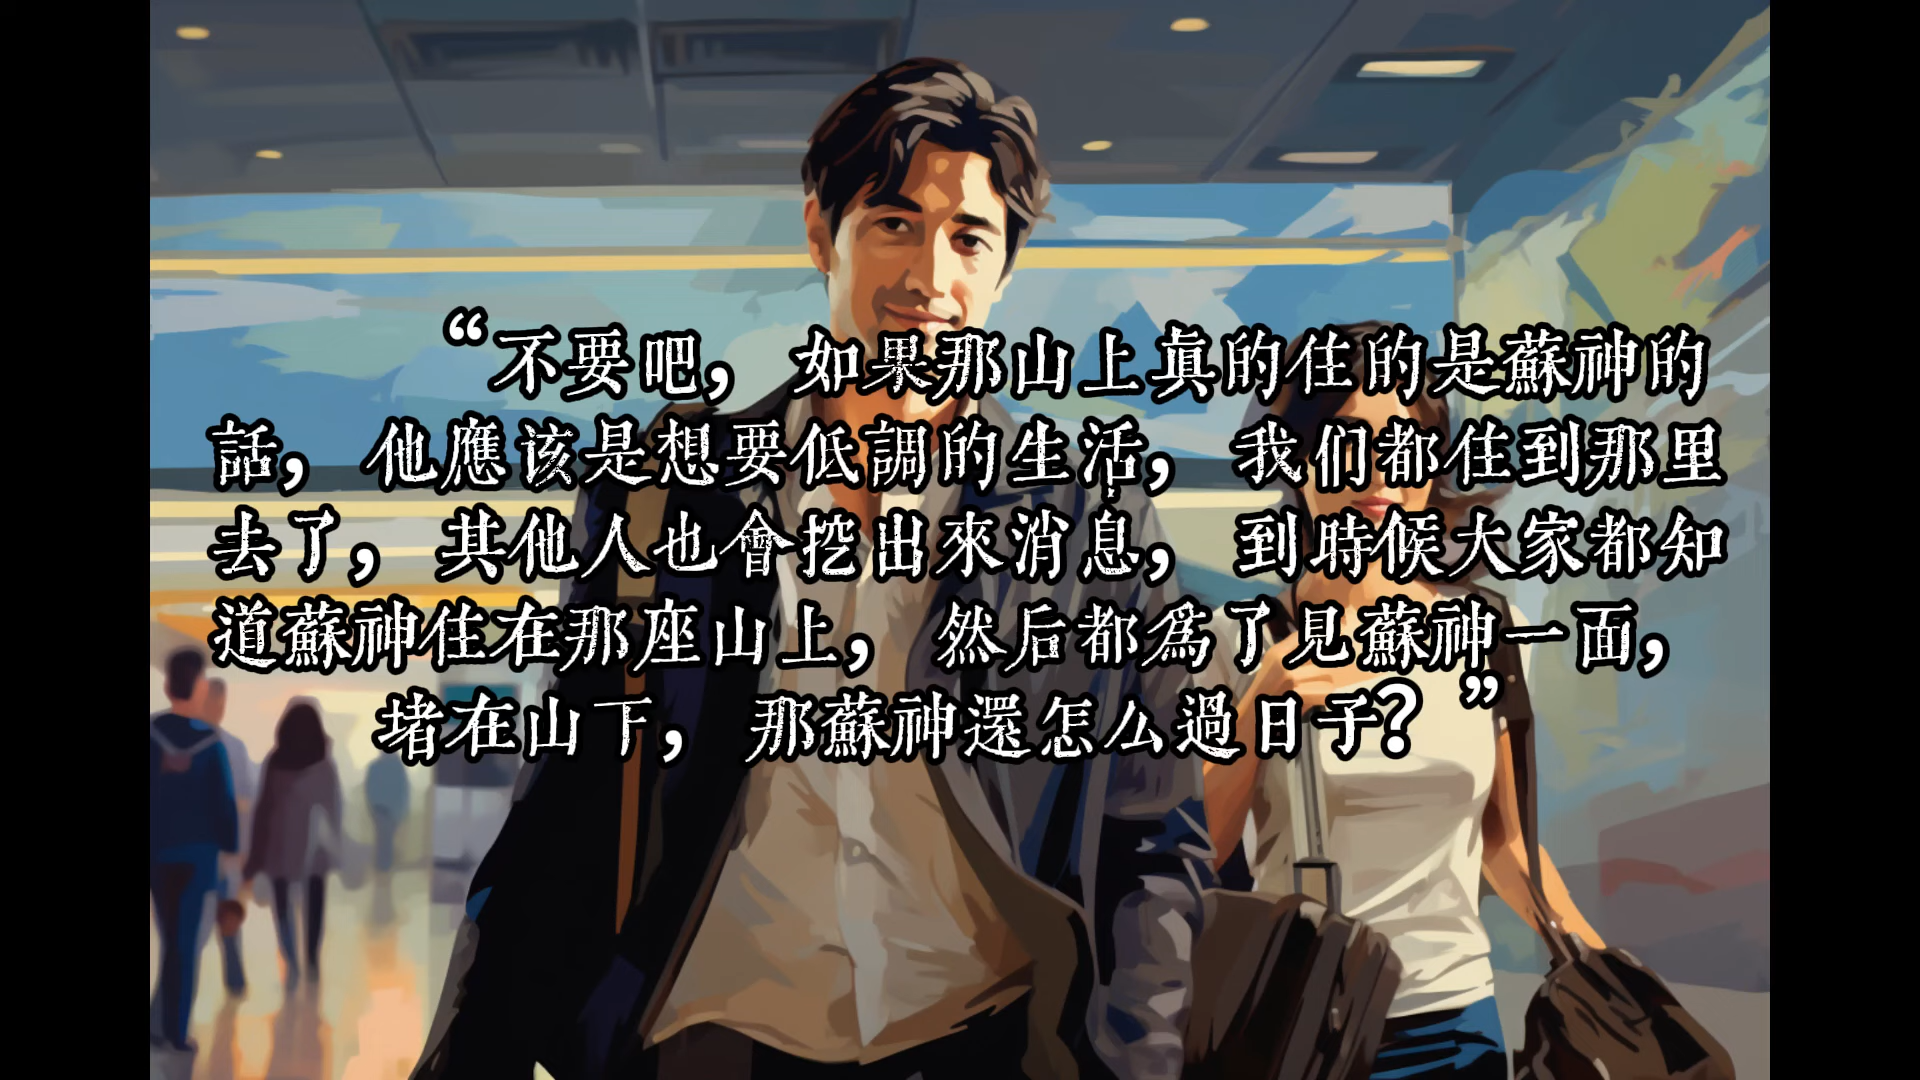 “不要吧， 如果那山上真的住的是蘇神的
話， 他應该是想要低調的生活， 我们都住到那里
去了， 其他人也會挖出來消息， 到時候大家都知
道蘇神住在那座山上， 然后都為了見蘇神一面，
堵在山下， 那蘇神還怎么過日子？”